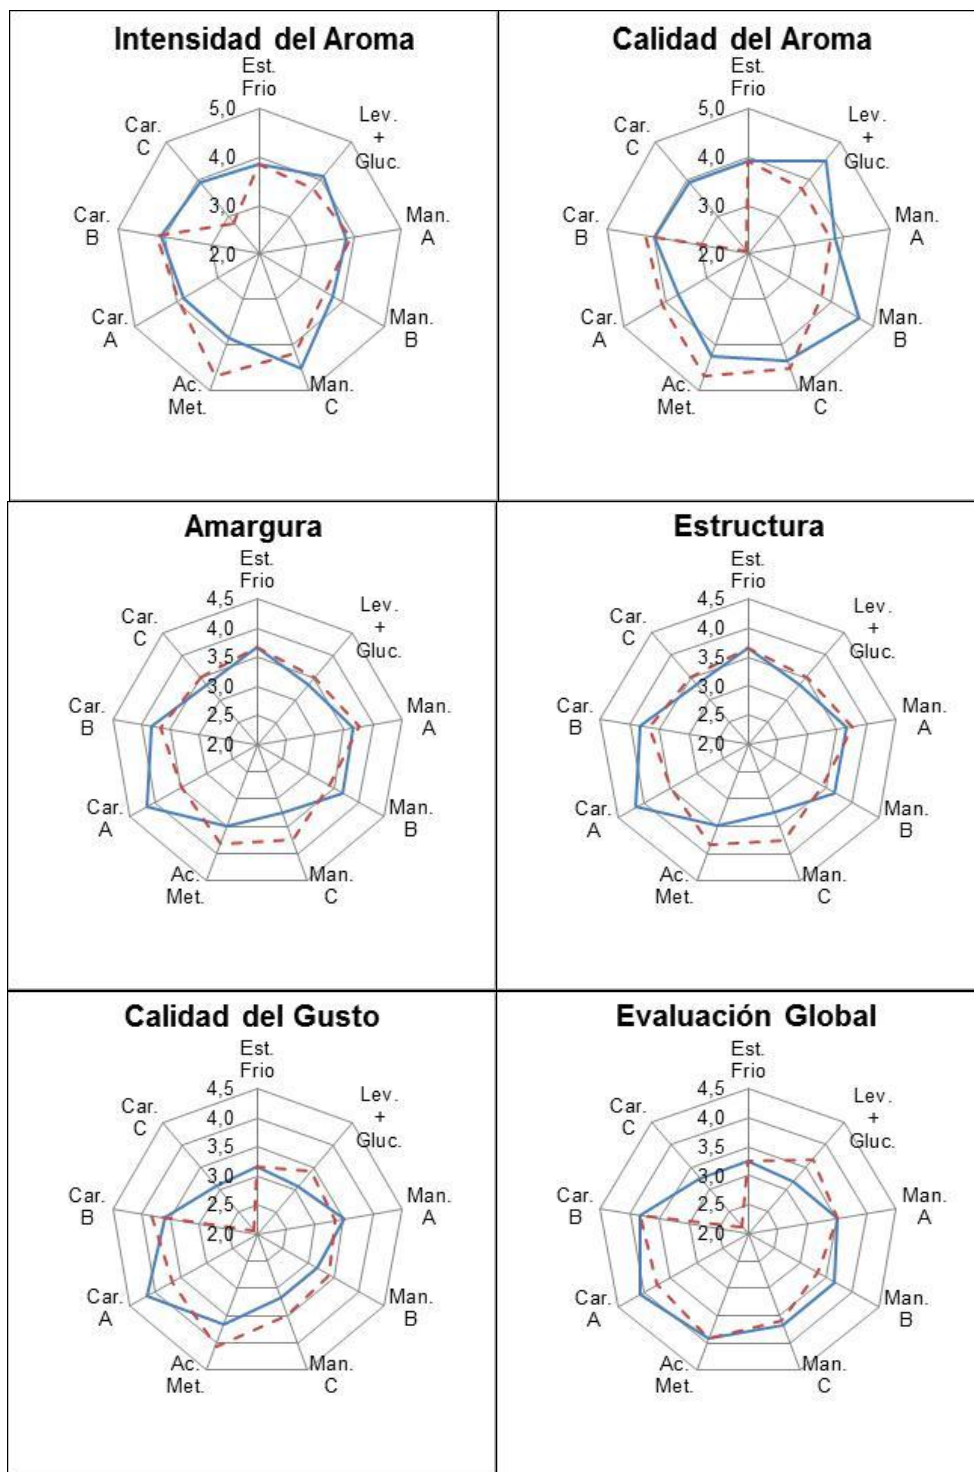 Intensidad del Aroma
Est.
Frio
Lev.
+
Gluc.
Man.
A
Man.
B
Man.
C
Ac.
Met.
Car.
A
Car.
B
Car.
C
5,0
4,0
3,0
2,0
Calidad del Aroma
Est.
Frio
Lev.
+
Gluc.
Man.
A
Man.
B
Man.
C
Ac.
Met.
Car.
A
Car.
B
Car.
C
5,0
4,0
3,0
2,0
Amargura
Est.
Frio
Lev.
+
Gluc.
Man.
A
Man.
B
Man.
C
Ac.
Met.
Car.
A
Car.
B
Car.
C
4,5
4,0
3,5
3,0
2,5
2,0
Estructura
Est.
Frio
Lev.
+
Gluc.
Man.
A
Man.
B
Man.
C
Ac.
Met.
Car.
A
Car.
B
Car.
C
4,5
4,0
3,5
3,0
2,5
2,0
Calidad del Gusto
Est.
Frio
Lev.
+
Gluc.
Man.
A
Man.
B
Man.
C
Ac.
Met.
Car.
A
Car.
B
Car.
C
4,5
4,0
3,5
3,0
2,5
2,0
Evaluación Global
Est.
Frio
Lev.
+
Gluc.
Man.
A
Man.
B
Man.
C
Ac.
Met.
Car.
A
Car.
B
Car.
C
4,5
4,0
3,5
3,0
2,5
2,0